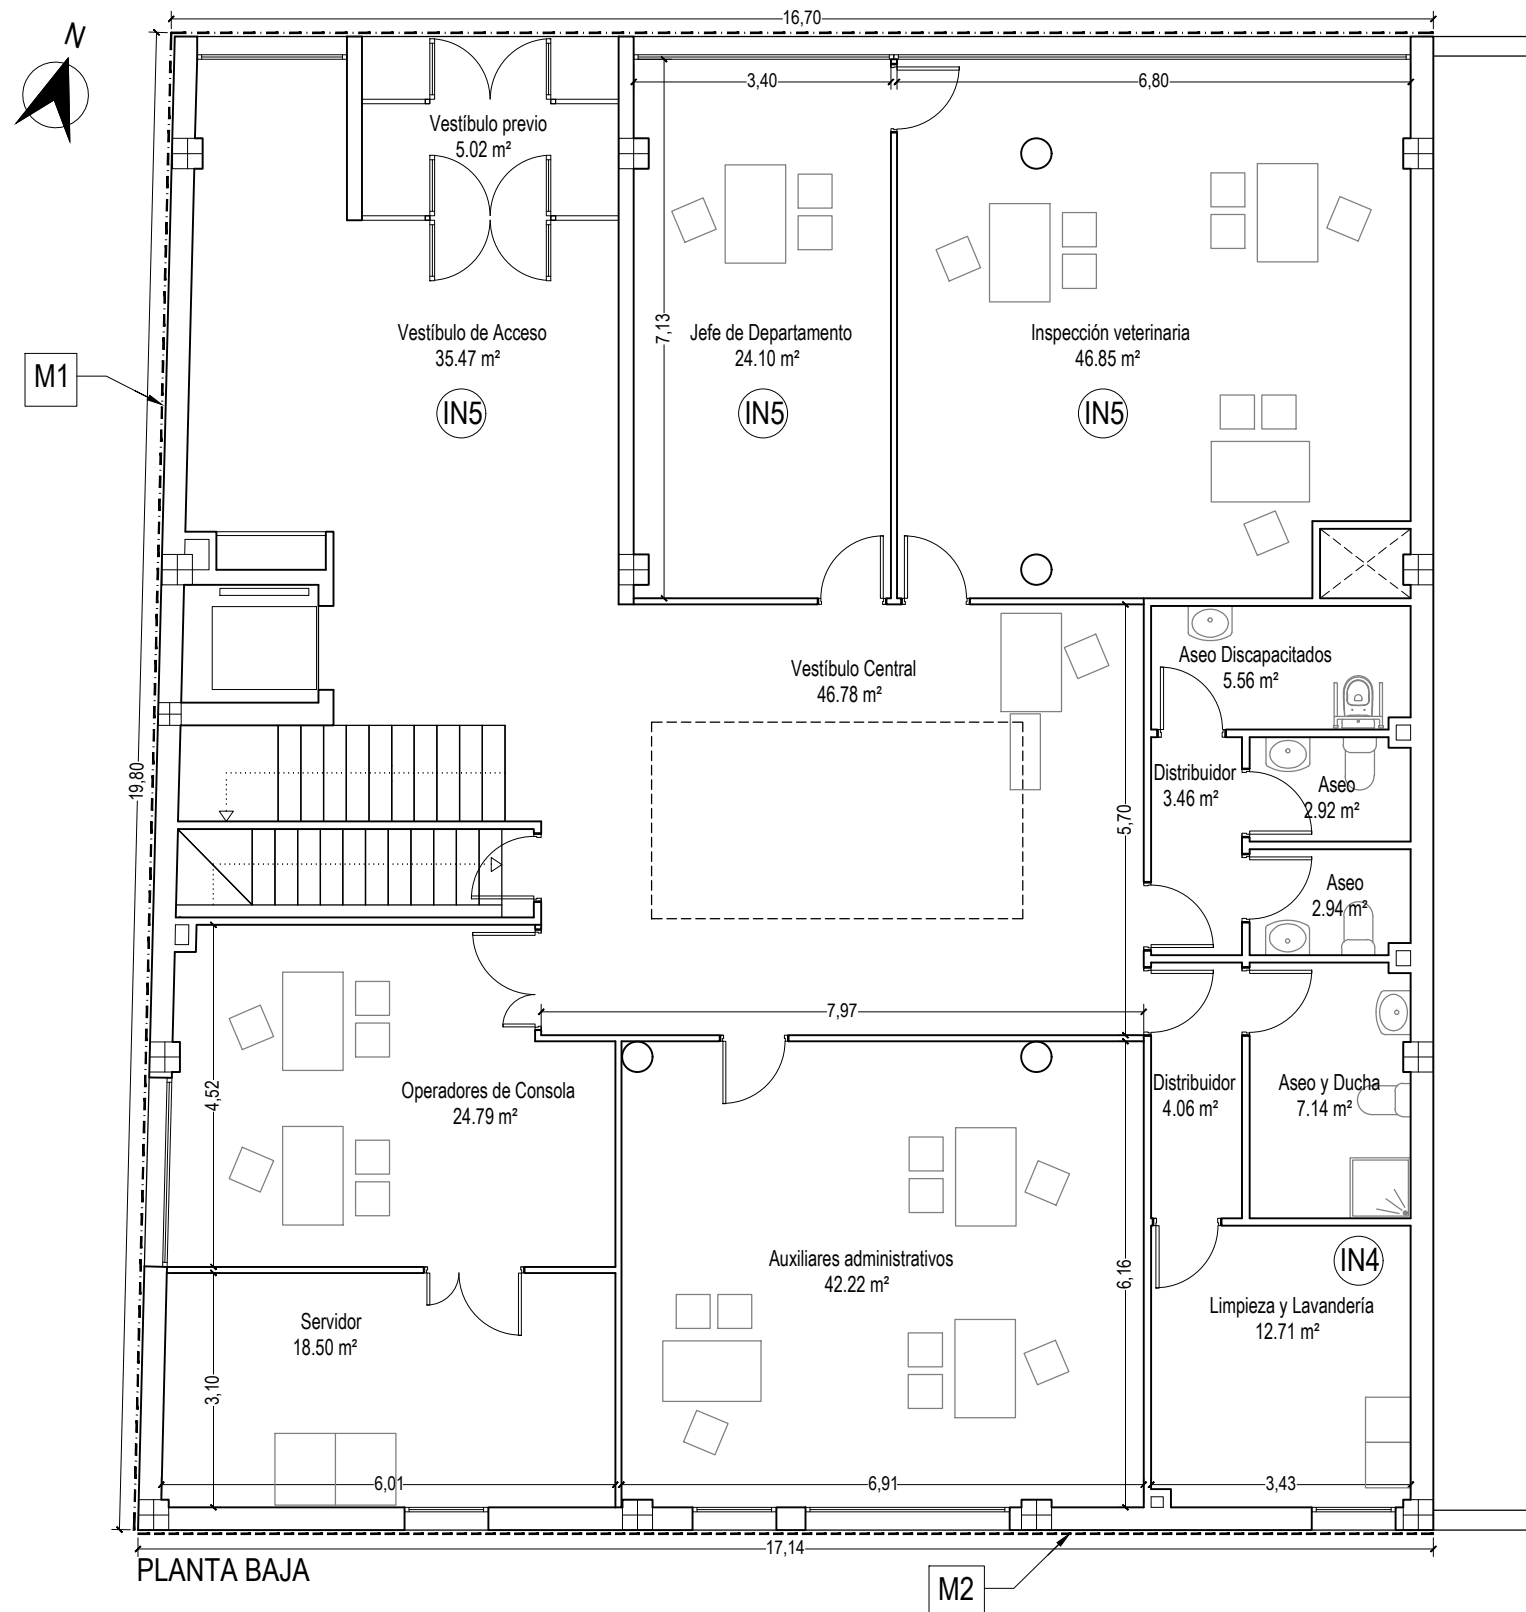 16,70
N
3,40
6,80
Vestíbulo previo
5.02 m²
7,13
Vestíbulo de Acceso
35.47 m²
Jefe de Departamento
24.10 m²
Inspección veterinaria
46.85 m²
M1
IN5
IN5
IN5
Vestíbulo Central
46.78 m²
Aseo Discapacitados
5.56 m²
19,80
Distribuidor
3.46 m²
Aseo
2.92 m²
5,70
Aseo
2.94 m²
7,97
4,52
Operadores de Consola
24.79 m²
Distribuidor
4.06 m²
Aseo y Ducha
7.14 m²
Auxiliares administrativos
42.22 m²
6,16
IN4
Limpieza y Lavandería
12.71 m²
Servidor
18.50 m²
3,10
6,01
6,91
3,43
17,14
PLANTA BAJA
M2